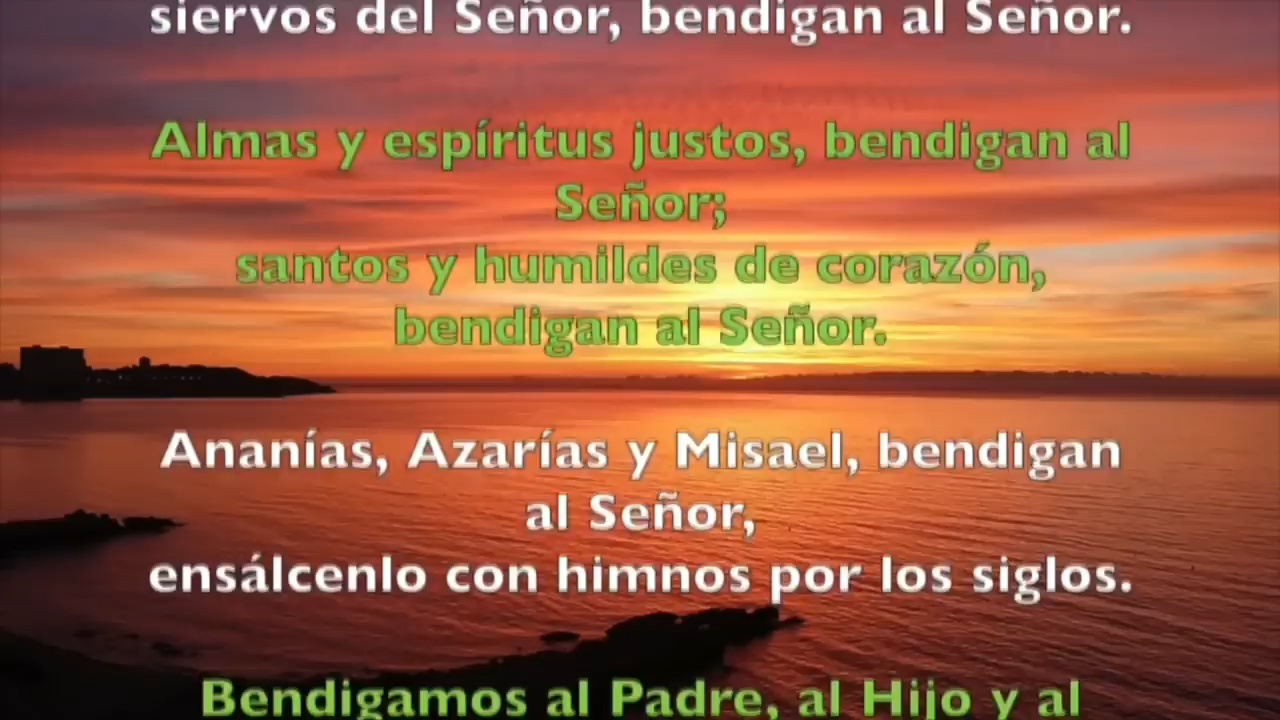 siervos del Señor, bendigan al Señor.
Almas y espíritus justos, bendigan al
Señor;
santos y humildes de corazón,
bendigan al Señor.
Ananías, Azarías y Misael, bendigan
al Señor,
ensálcenlo con himnos por los siglos.
Bendigamos al Padre, al Hijo y al